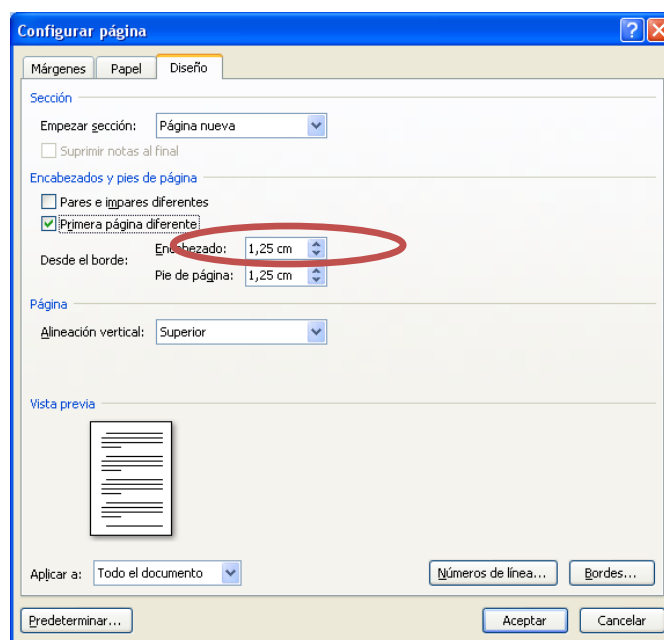 Configurar página
Márgenes Papel Diseño
Sección
Empezar sección: Página nueva
Suprimir notas al final
Encabezados y pies de página
Pares e impares diferentes
Primera página diferente
Encabezado: 1,25 cm
Desde el borde:
Pie de página: 1,25 cm
Página
Alineación vertical: Superior
Vista previa
Aplicar a: Todo el documento Números de línea... Bordes...
Predeterminar... Aceptar Cancelar